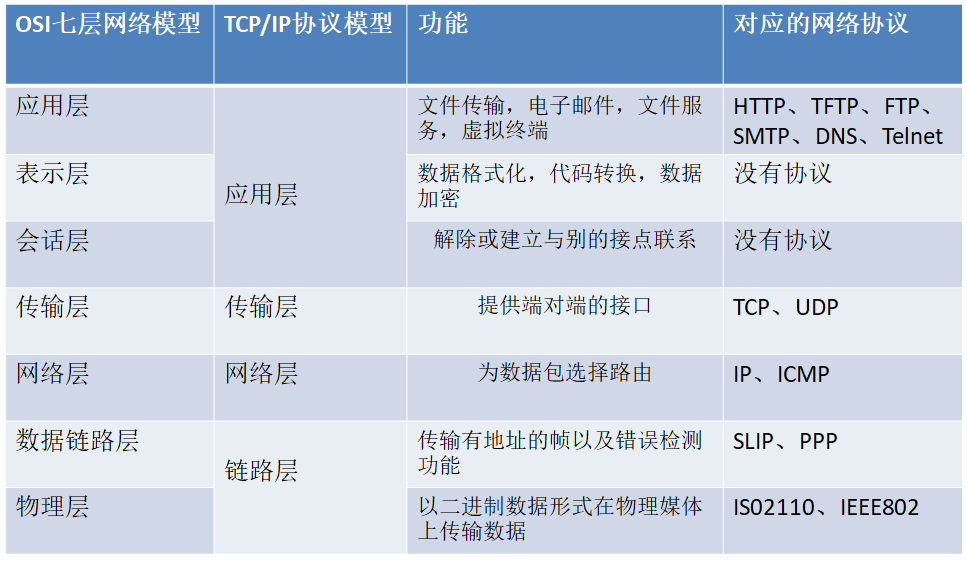 OSI七层网络模型 TCP/IP协议模型 功能 对应的网络协议
应用层 文件传输，电子邮件，文件服 HTTP、TFTP、FTP、
务，虚拟终端 SMTP、DNS、Telnet
表示层 应用层 数据格式化，代码转换，数据 没有协议
加密
会话层 解除或建立与别的接点联系 没有协议
传输层 传输层 提供端对端的接口 TCP、UDP
网络层 网络层 为数据包选择路由 IP、ICMP
数据链路层 链路层 传输有地址的帧以及错误检测 SLIP、PPP
功能
物理层 以二进制数据形式在物理媒体 IS02110、IEEE802
上传输数据